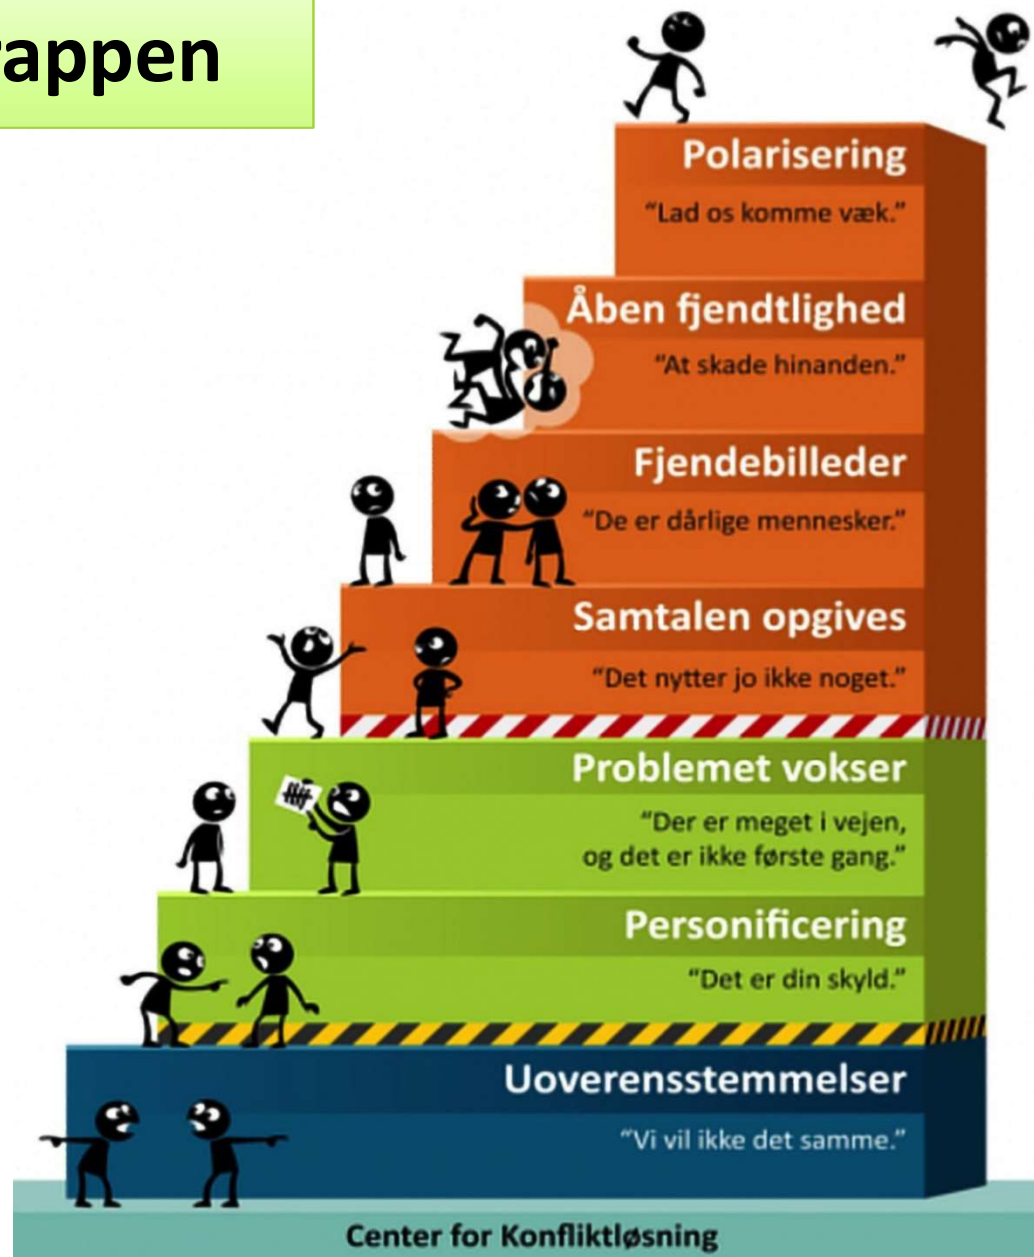 rappen
Polarisering
“Lad os komme væk.”
Åben fjendtlighed
“At skade hinanden.”
Fjendebilleder
“De er dårlige mennesker.”
Samtalen opgives
“Det nytter jo ikke noget.”
Problemet vokser
“Der er meget i vejen,
og det er ikke første gang.”
Personificering
“Det er din skyld.”
Uoverensstemmelser
“Vi vil ikke det samme.”
Center for Konfliktløsning